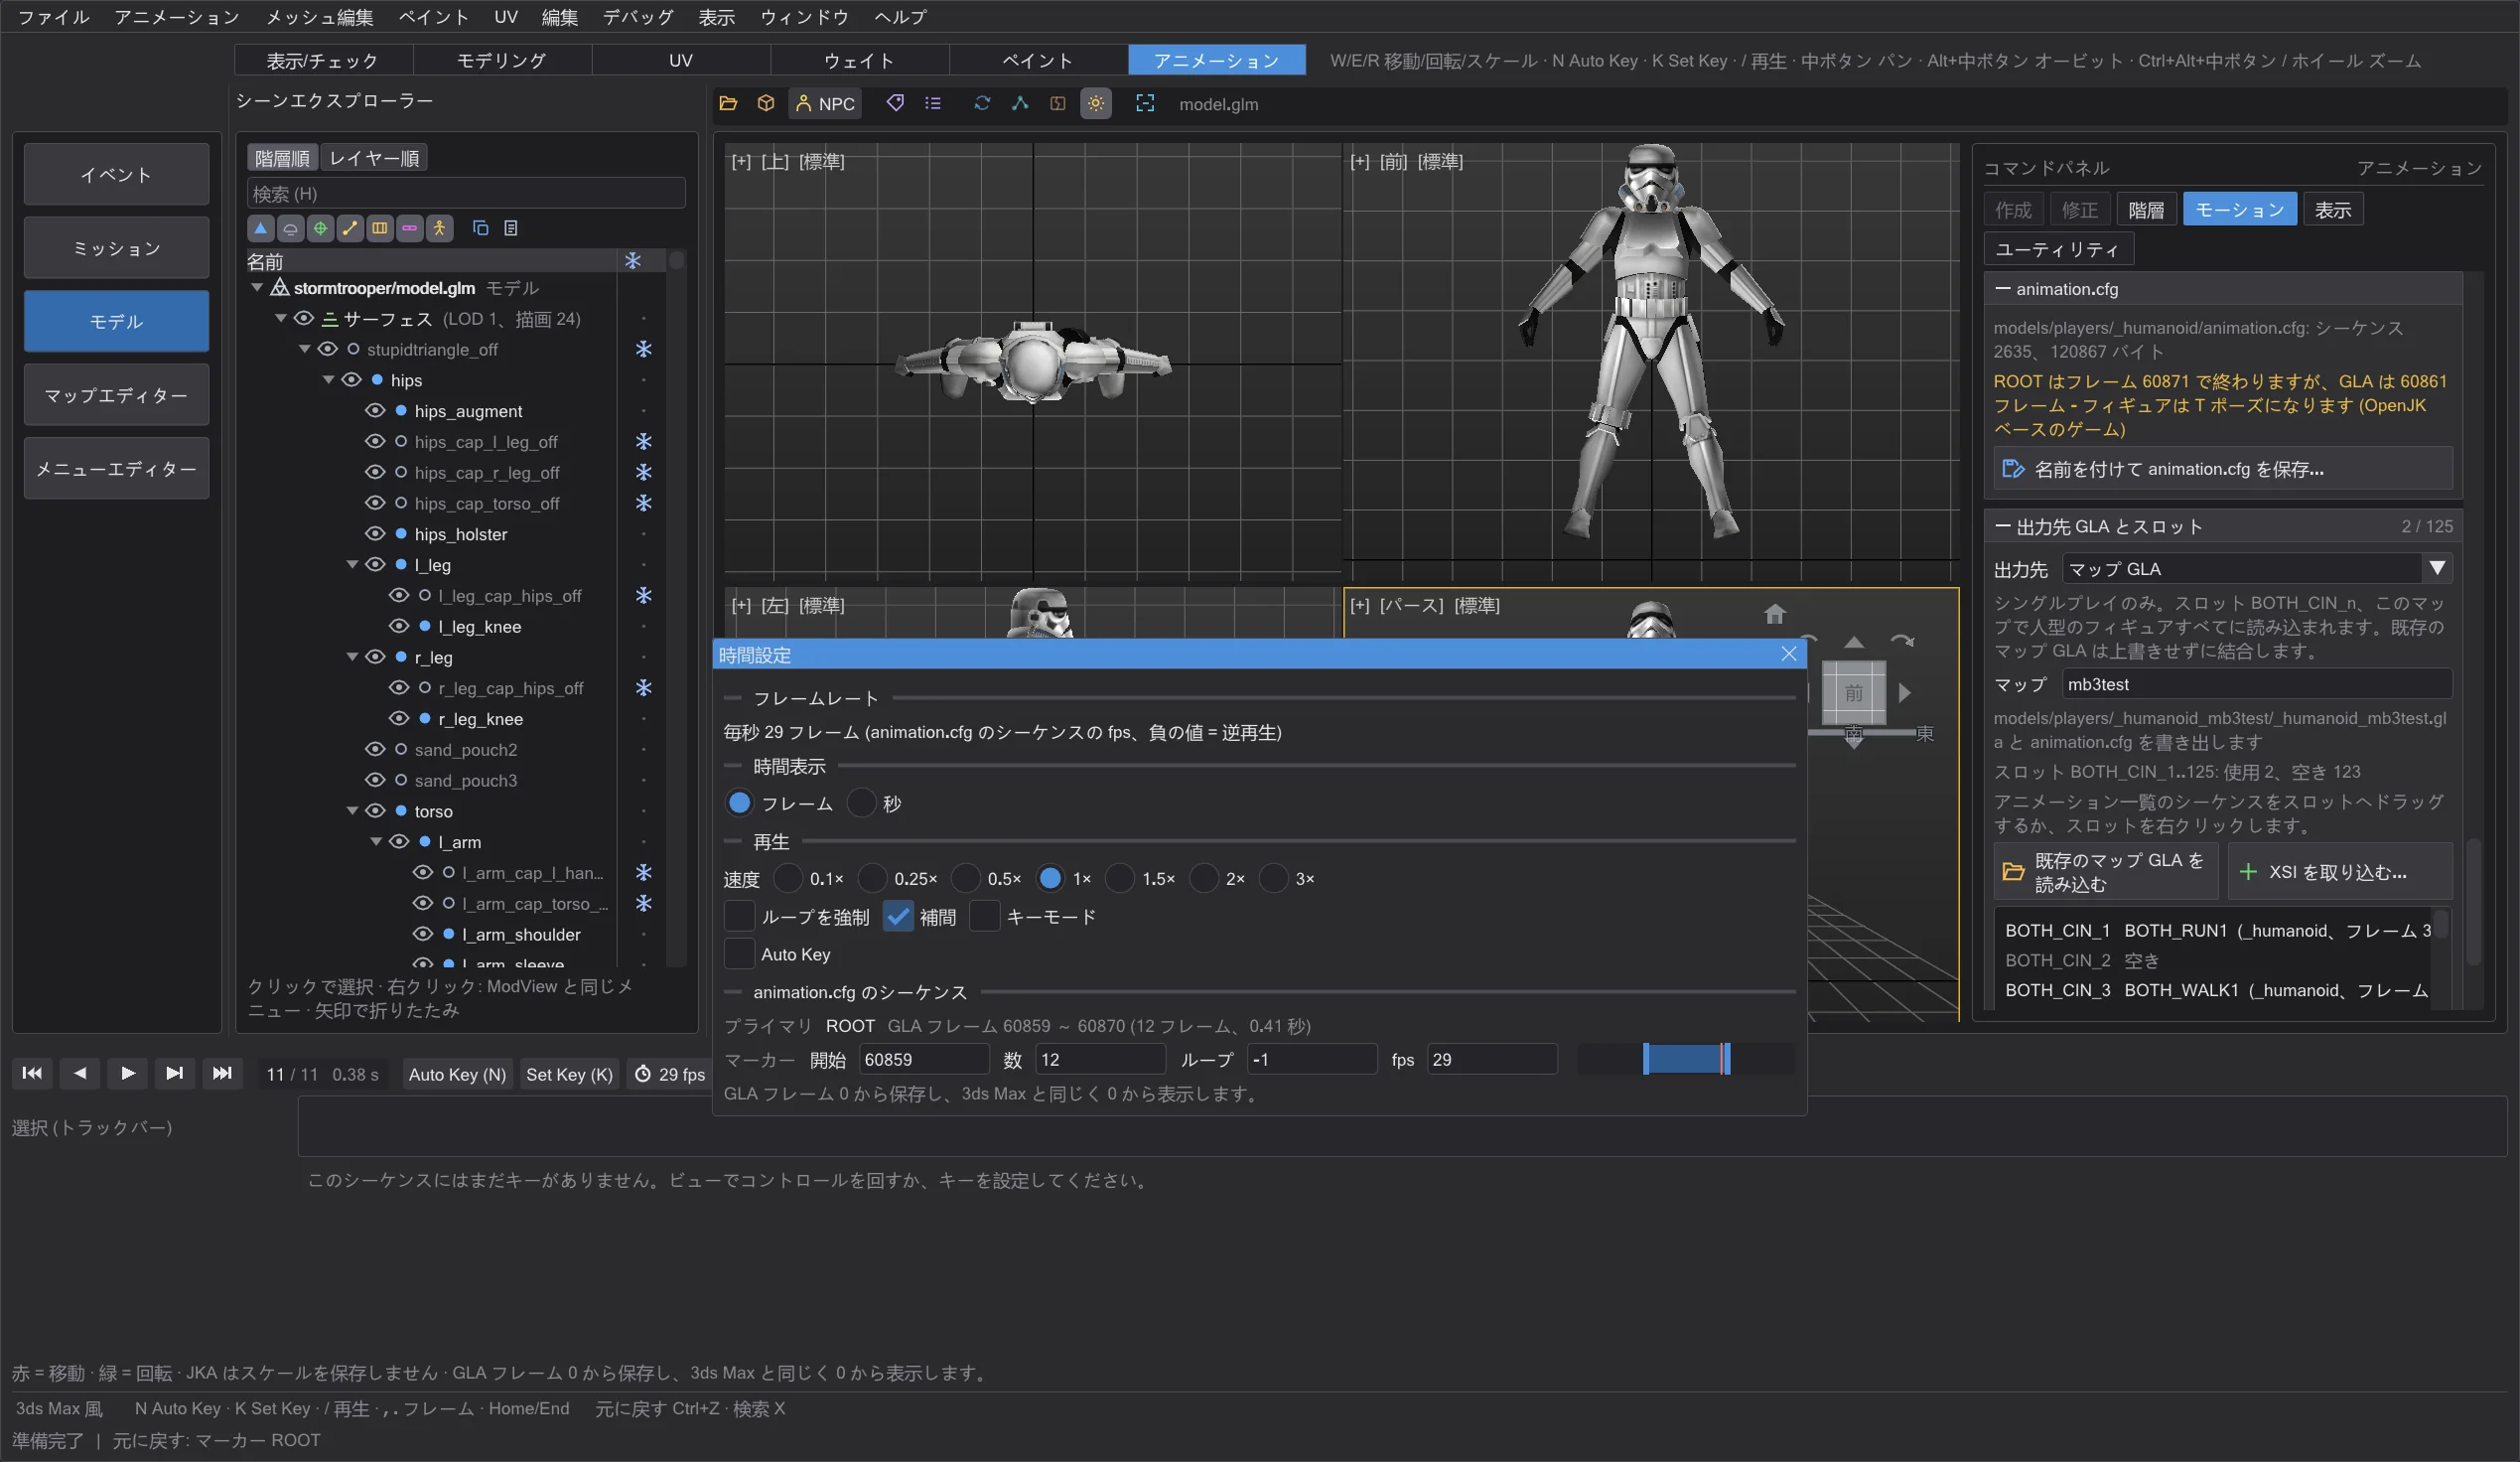 ファイル アニメーション メッシュ編集 ペイント UV 編集 デバッグ 表示 ウィンドウ ヘルプ
表示/チェック モデリング UV ウェイト ペイント アニメーション W/E/R 移動/回転/スケール · N Auto Key · K Set Key · / 再生 · 中ボタン パン · Alt+中ボタン オービット · Ctrl+Alt+中ボタン / ホイール ズーム
シーンエクスプローラー
NPC model.glm
イベント
ミッション
モデル
マップエディター
メニューエディター
階層順 レイヤー順
検索 (H)
名前
stormtrooper/model.glm モデル
サーフェス (LOD 1、描画 24)
stupidtriangle_off
hips
hips_augment
hips_cap_l_leg_off
hips_cap_r_leg_off
hips_cap_torso_off
hips_holster
l_leg
l_leg_cap_hips_off
l_leg_knee
r_leg
r_leg_cap_hips_off
r_leg_knee
sand_pouch2
sand_pouch3
torso
l_arm
l_arm_cap_l_han...
l_arm_cap_torso_...
l_arm_shoulder
l_arm_sleeve
クリックで選択 · 右クリック: ModView と同じメ
ニュー · 矢印で折りたたみ
[+] [上] [標準]
[+] [前] [標準]
[+] [左] [標準]
[+] [パース] [標準]
前
南 東
コマンドパネル アニメーション
作成 修正 階層 モーション 表示
ユーティリティ
animation.cfg
models/players/_humanoid/animation.cfg: シーケンス
2635、120867 バイト
ROOT はフレーム 60871 で終わりますが、GLA は 60861
フレーム - フィギュアは T ポーズになります (OpenJK
ベースのゲーム)
名前を付けて animation.cfg を保存...
出力先 GLA とスロット 2 / 125
出力先 マップ GLA
シングルプレイのみ。スロット BOTH_CIN_n、このマッ
プで人型のフィギュアすべてに読み込まれます。既存の
マップ GLA は上書きせずに結合します。
マップ mb3test
models/players/_humanoid_mb3test/_humanoid_mb3test.gl
a と animation.cfg を書き出します
スロット BOTH_CIN_1..125: 使用 2、空き 123
アニメーション一覧のシーケンスをスロットへドラッグ
するか、スロットを右クリックします。
既存のマップ GLA を
読み込む
XSI を取り込む...
BOTH_CIN_1 BOTH_RUN1 (_humanoid、フレーム 3
BOTH_CIN_2 空き
BOTH_CIN_3 BOTH_WALK1 (_humanoid、フレーム
時間設定
フレームレート
毎秒 29 フレーム (animation.cfg のシーケンスの fps、負の値 = 逆再生)
時間表示
フレーム 秒
再生
速度 0.1× 0.25× 0.5× 1× 1.5× 2× 3×
ループを強制 補間 キーモード
Auto Key
animation.cfg のシーケンス
プライマリ ROOT GLA フレーム 60859 ~ 60870 (12 フレーム、0.41 秒)
マーカー 開始 60859 数 12 ループ -1 fps 29
GLA フレーム 0 から保存し、3ds Max と同じく 0 から表示します。
11 / 11 0.38 s Auto Key (N) Set Key (K) 29 fps
選択 (トラックバー)
このシーケンスにはまだキーがありません。ビューでコントロールを回すか、キーを設定してください。
赤 = 移動 · 緑 = 回転 · JKA はスケールを保存しません · GLA フレーム 0 から保存し、3ds Max と同じく 0 から表示します。
3ds Max 風 N Auto Key · K Set Key · / 再生 · , . フレーム · Home/End 元に戻す Ctrl+Z · 検索 X
準備完了 | 元に戻す: マーカー ROOT